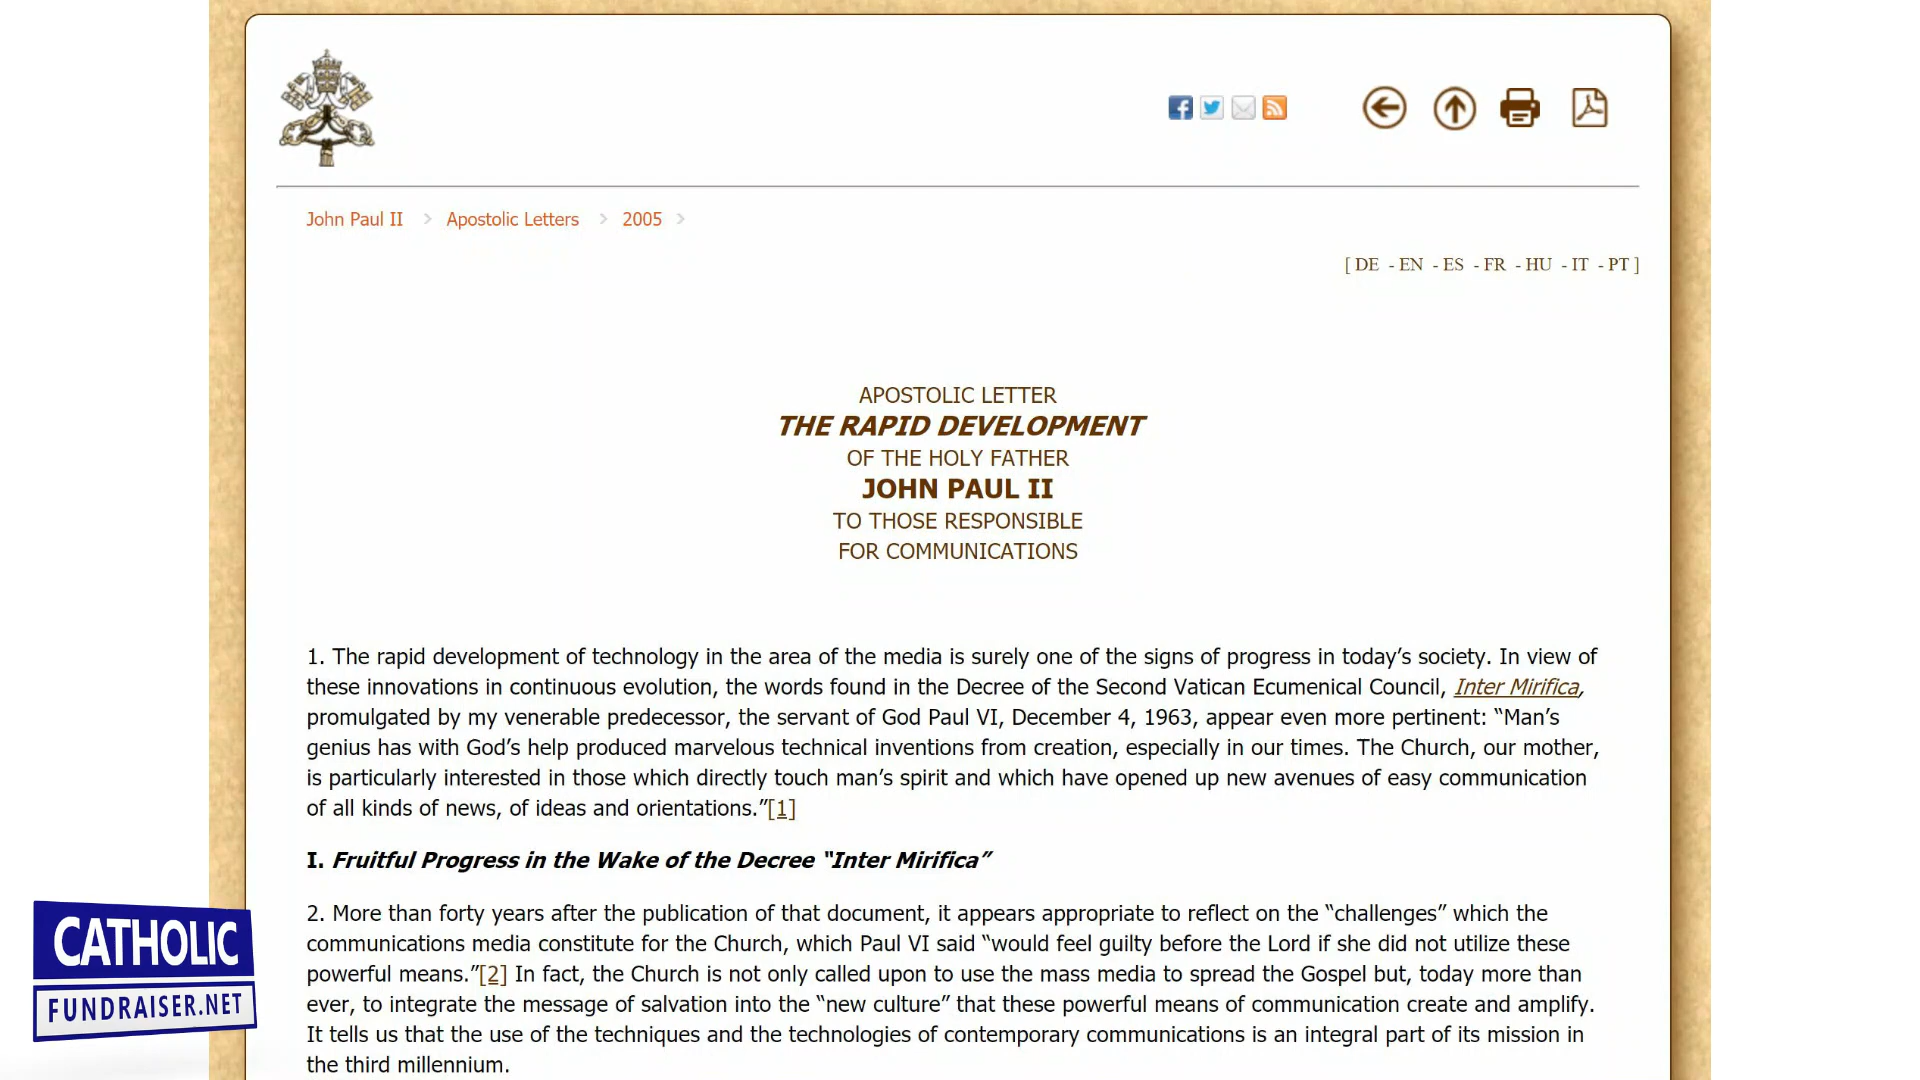 John Paul II > Apostolic Letters > 2005 >
[ DE - EN - ES - FR - HU - IT - PT ]
APOSTOLIC LETTER
THE RAPID DEVELOPMENT
OF THE HOLY FATHER
JOHN PAUL II
TO THOSE RESPONSIBLE
FOR COMMUNICATIONS
1. The rapid development of technology in the area of the media is surely one of the signs of progress in today’s society. In view of
these innovations in continuous evolution, the words found in the Decree of the Second Vatican Ecumenical Council, Inter Mirifica,
promulgated by my venerable predecessor, the servant of God Paul VI, December 4, 1963, appear even more pertinent: “Man’s
genius has with God’s help produced marvelous technical inventions from creation, especially in our times. The Church, our mother,
is particularly interested in those which directly touch man’s spirit and which have opened up new avenues of easy communication
of all kinds of news, of ideas and orientations.”[1]
I. Fruitful Progress in the Wake of the Decree “Inter Mirifica”
2. More than forty years after the publication of that document, it appears appropriate to reflect on the “challenges” which the
communications media constitute for the Church, which Paul VI said “would feel guilty before the Lord if she did not utilize these
powerful means.”[2] In fact, the Church is not only called upon to use the mass media to spread the Gospel but, today more than
ever, to integrate the message of salvation into the “new culture” that these powerful means of communication create and amplify.
It tells us that the use of the techniques and the technologies of contemporary communications is an integral part of its mission in
the third millennium.
CATHOLIC
FUNDRAISER.NET